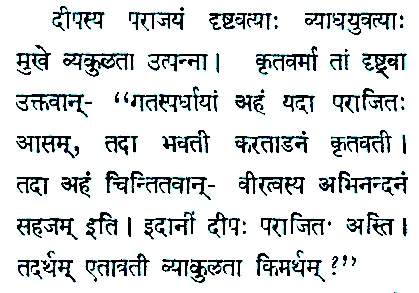 दीपस्य पराजयं दृष्टवत्याः व्याधयुवत्याः
मुखे व्यकुलता उत्पन्ना। कृतवर्मा तां दृष्ट्वा
उक्तवान्- “गतस्पर्धायां अहं यदा पराजितः
आसम्, तदा भवती करताडनं कृतवती।
तदा अहं चिन्तितवान्- वीरत्वस्य अभिनन्दनं
सहजम् इति। इदानीं दीपः पराजितः अस्ति।
तदर्थम् एतावती व्याकुलता किमर्थम्?”